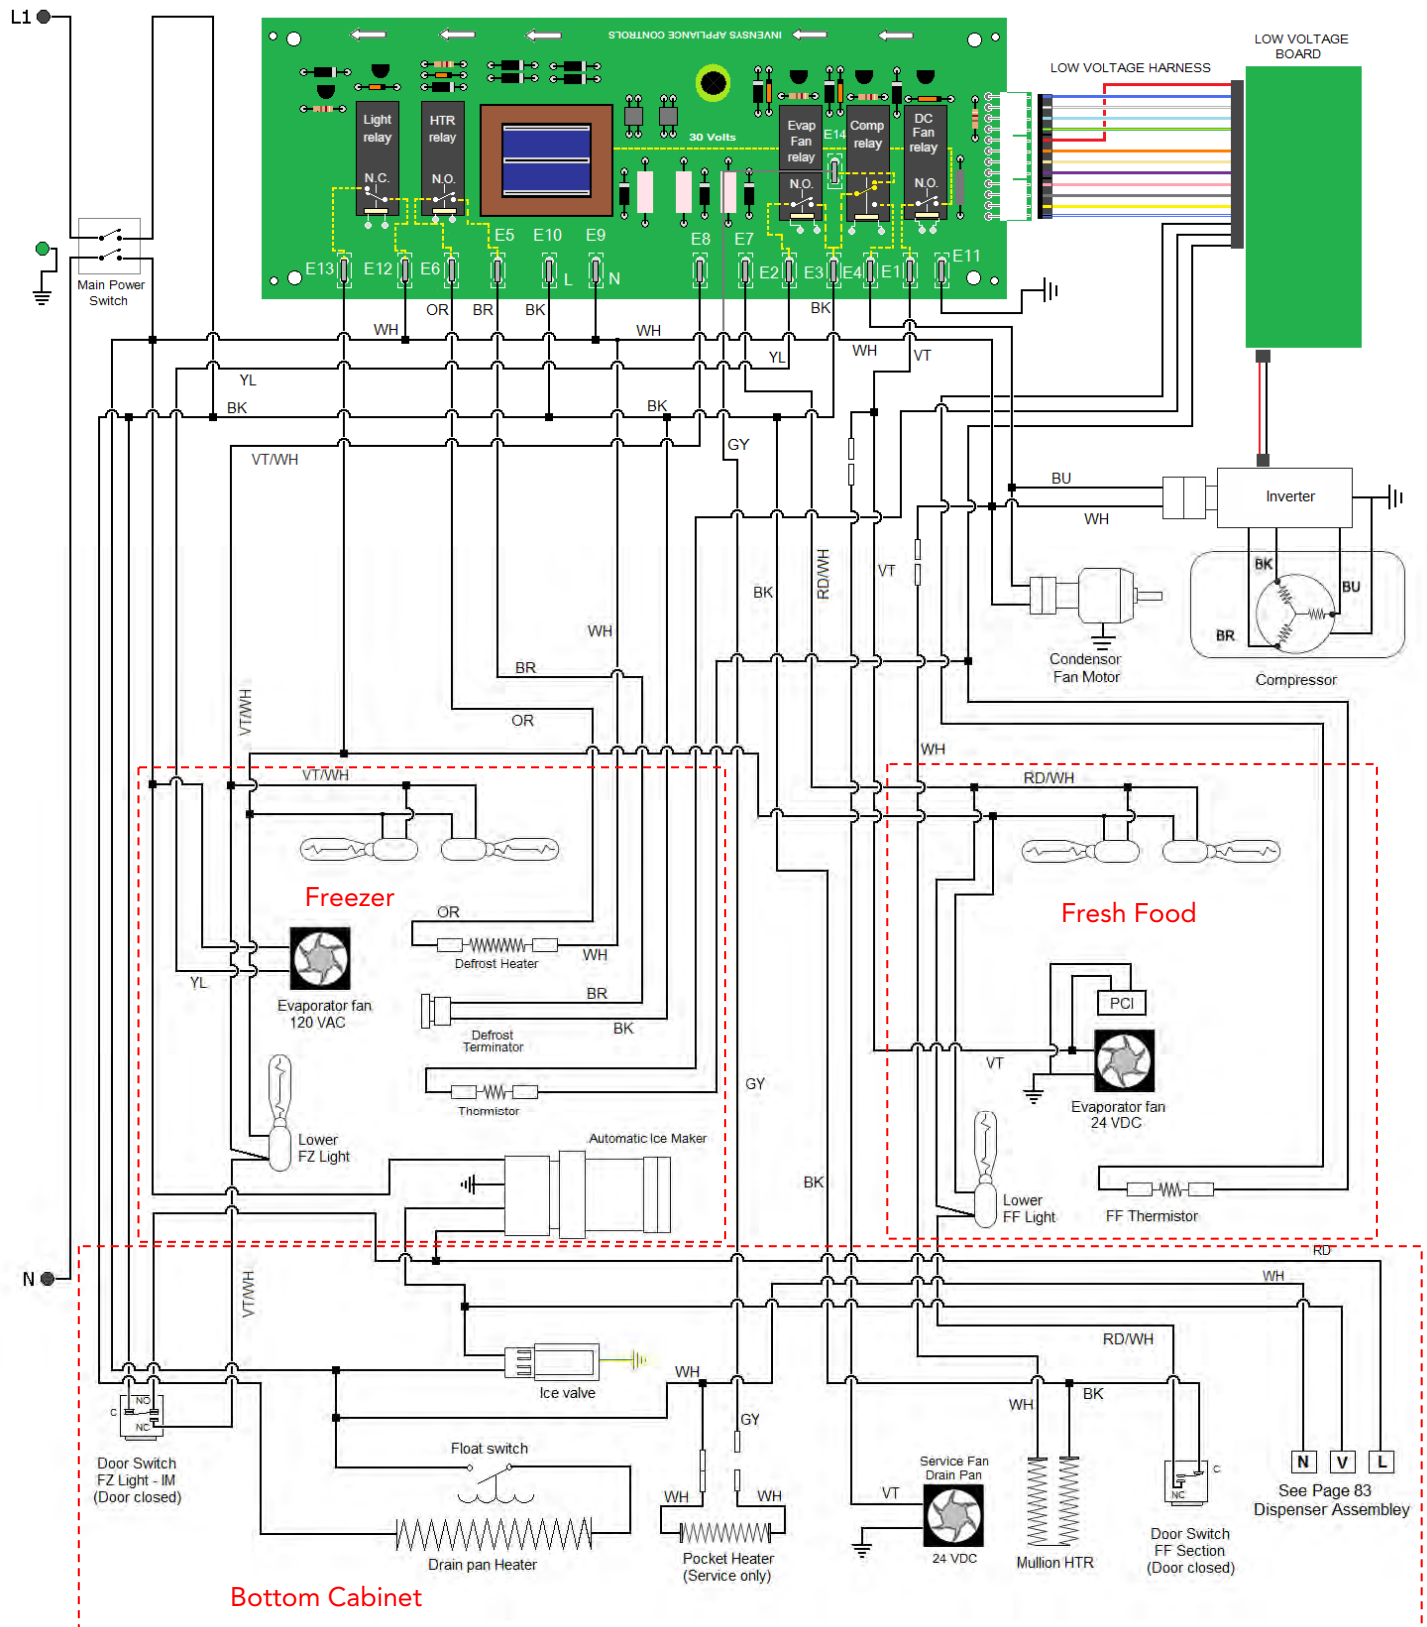 L1
INVENSYS APPLIANCE CONTROLS
LOW VOLTAGE
BOARD
LOW VOLTAGE HARNESS
Light
relay
N.C.
HTR
relay
N.O.
30 Volts
Evap
Fan
relay
N.O.
E14
Comp
relay
DC
Fan
relay
N.O.
E13
E12
E6
E5
E10
L
E9
N
E8
E7
E2
E3
E4
E1
E11
Main Power
Switch
WH
OR
BR
BK
WH
YL
BK
WH
VT
YL
BK
BK
VT/WH
GY
BU
WH
Inverter
BK
BU
BR
Compressor
Condensor
Fan Motor
BK
RD/WH
VT
WH
BR
OR
VT/WH
WH
VT/WH
RD/WH
Freezer
Fresh Food
OR
WH
Defrost Heater
YL
Evaporator fan
120 VAC
BR
BK
Defrost
Terminator
PCI
VT
Evaporator fan
24 VDC
GY
Thermistor
Lower
FZ Light
Automatic Ice Maker
BK
Lower
FF Light
FF Thermistor
RD
N
VT/WH
WH
RD/WH
Ice valve
WH
BK
WH
GY
NO
C
NC
Door Switch
FZ Light - IM
(Door closed)
Float switch
Drain pan Heater
WH
WH
Pocket Heater
(Service only)
Service Fan
Drain Pan
VT
24 VDC
Mullion HTR
C
NC
Door Switch
FF Section
(Door closed)
N
V
L
See Page 83
Dispenser Assembley
Bottom Cabinet